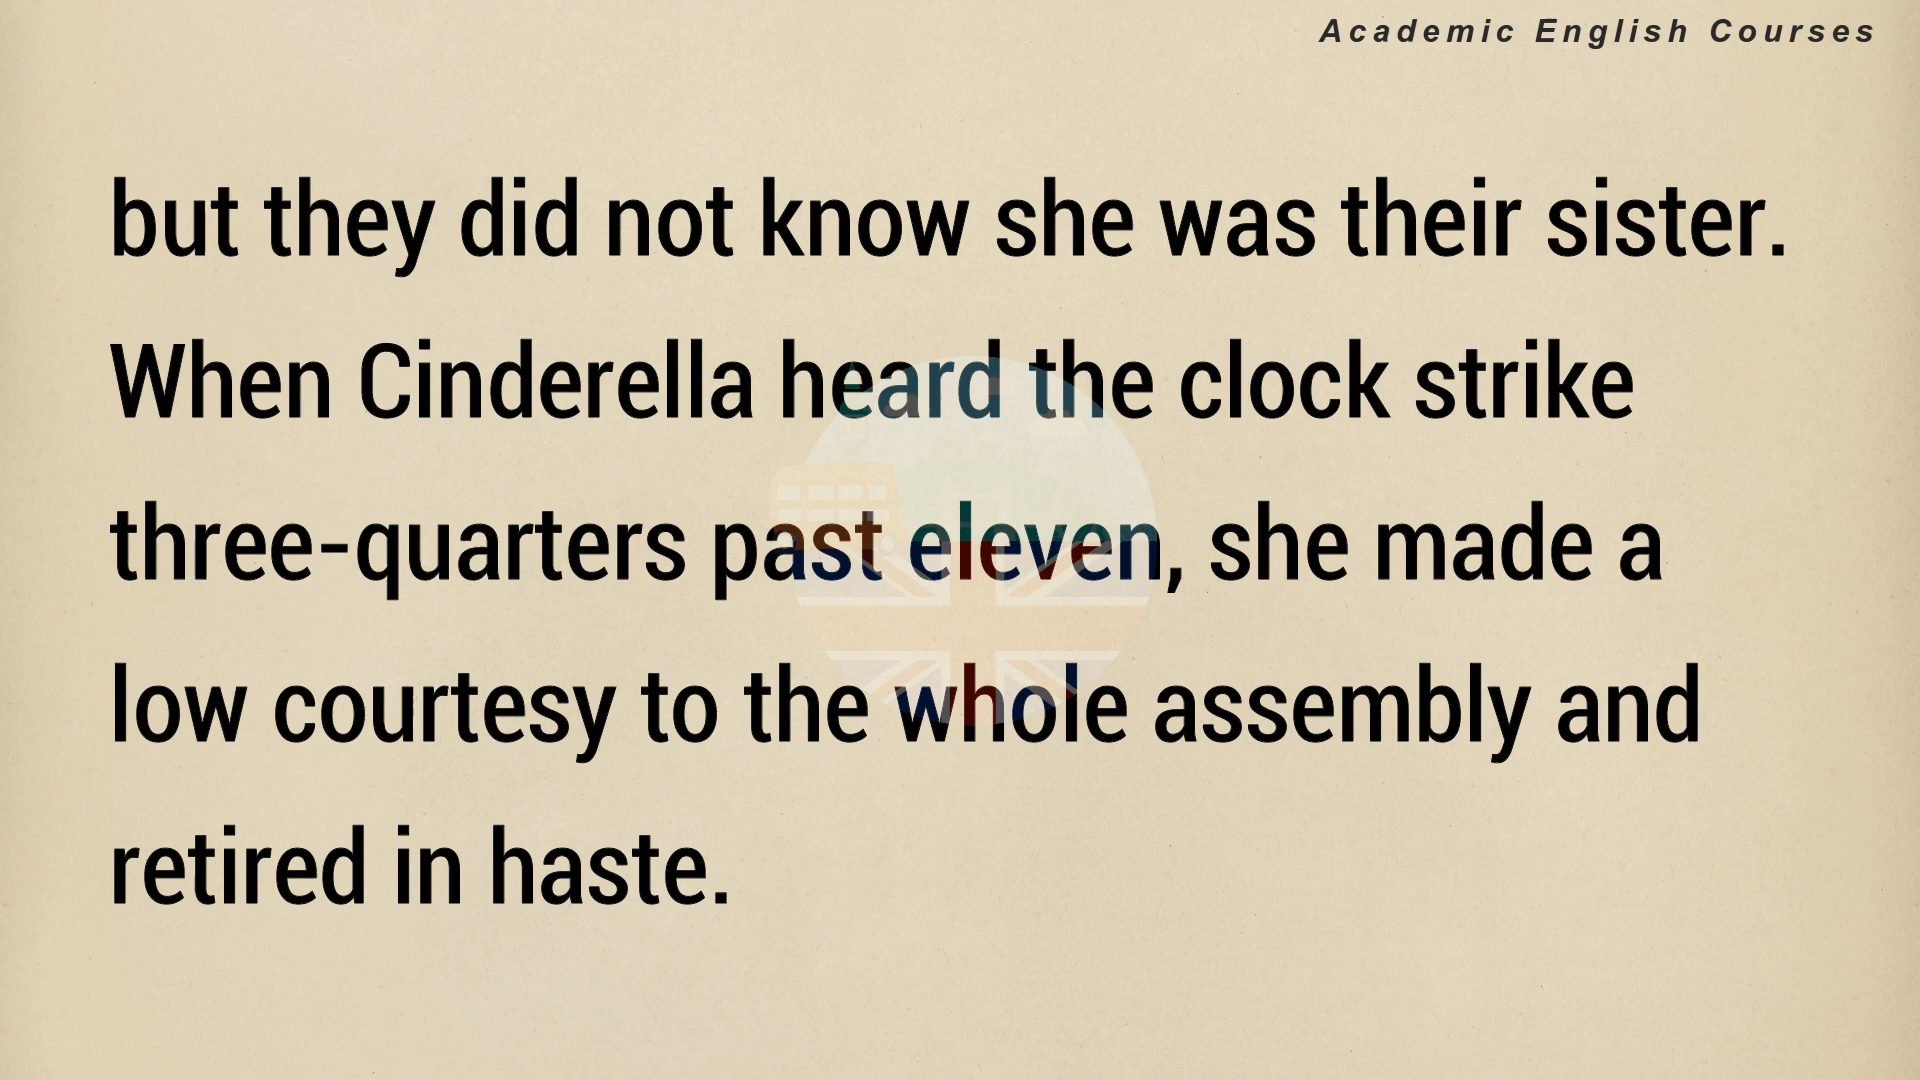 Academic English Courses
but they did not know she was their sister.
When Cinderella heard the clock strike
three-quarters past eleven, she made a
low courtesy to the whole assembly and
retired in haste.